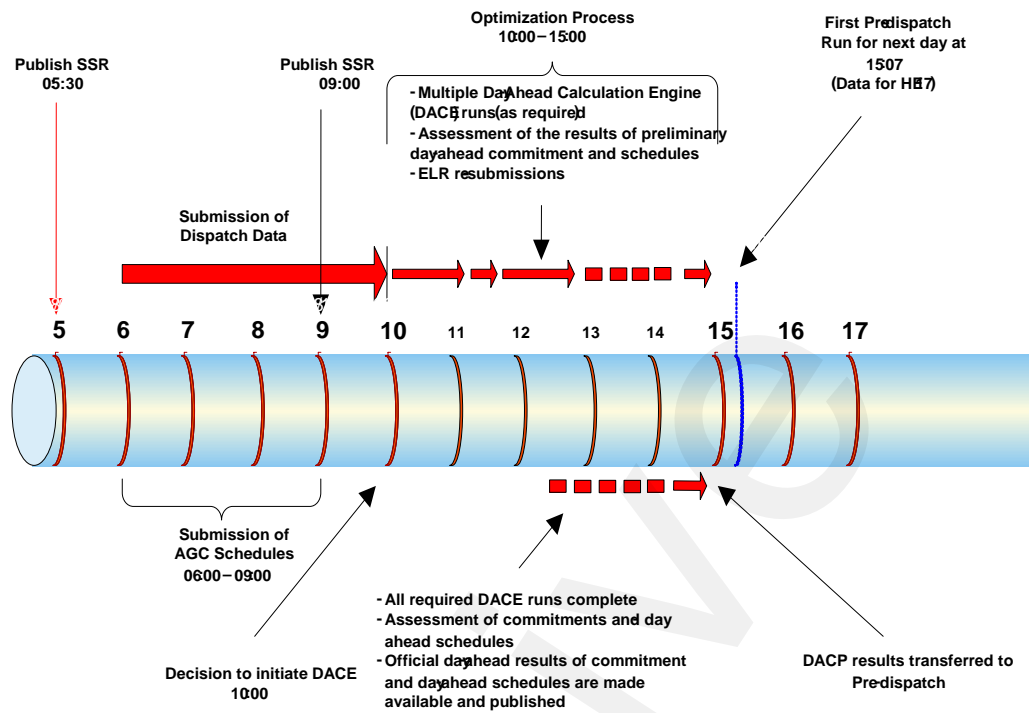 Optimization Process
10:00 – 15:00
First Pre-dispatch
Run for next day at
15:07
(Data for HE17)
Publish SSR
05:30
Publish SSR
09:00
- Multiple Day-Ahead Calculation Engine
(DACE) runs (as required)
- Assessment of the results of preliminary
day-ahead commitment and schedules
- ELR re-submissions
Submission of
Dispatch Data
5 6 7 8 9 10 11 12 13 14 15 16 17
Submission of
AGC Schedules
06:00 – 09:00
- All required DACE runs complete
- Assessment of commitments and day-
ahead schedules
- Official day-ahead results of commitment
and day-ahead schedules are made
available and published
Decision to initiate DACE
10:00
DACP results transferred to
Pre-dispatch